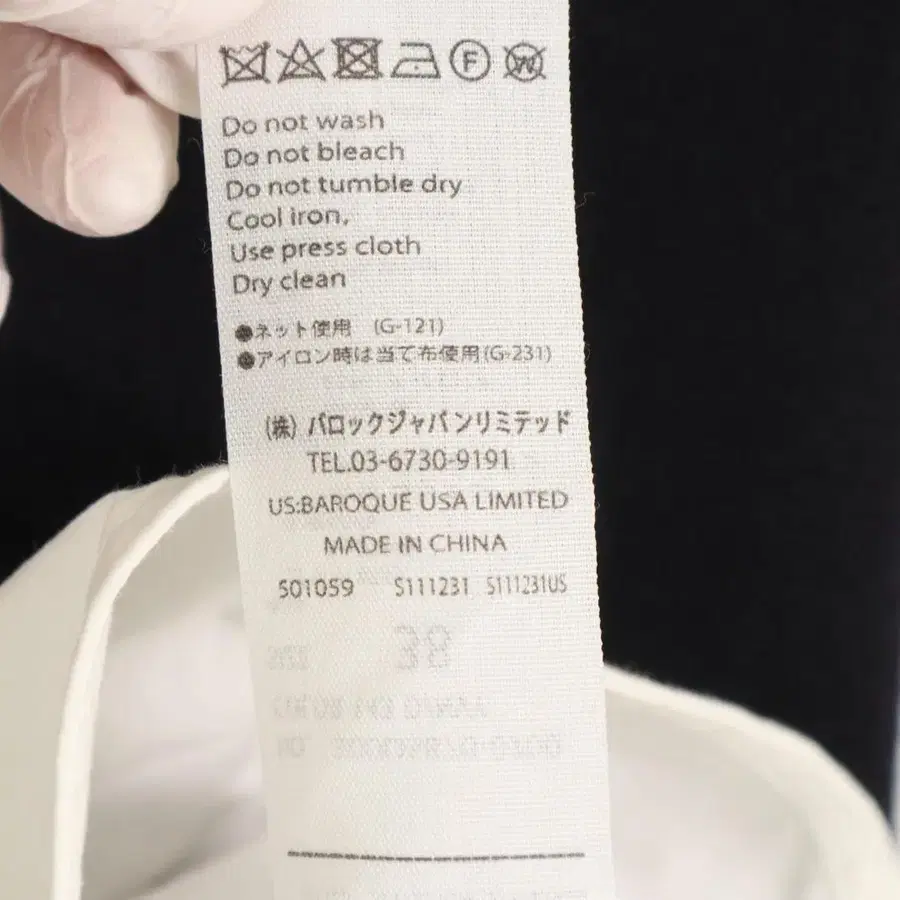 F W
Do not wash
Do not bleach
Do not tumble dry
Cool iron,
Use press cloth
Dry clean
●ネット使用 (G-121)
●アイロン時は当て布使用(G-231)
(株) バロックジャパンリミテッド
TEL.03-6730-9191
US:BAROQUE USA LIMITED
MADE IN CHINA
501059 S111231 S111231US
38